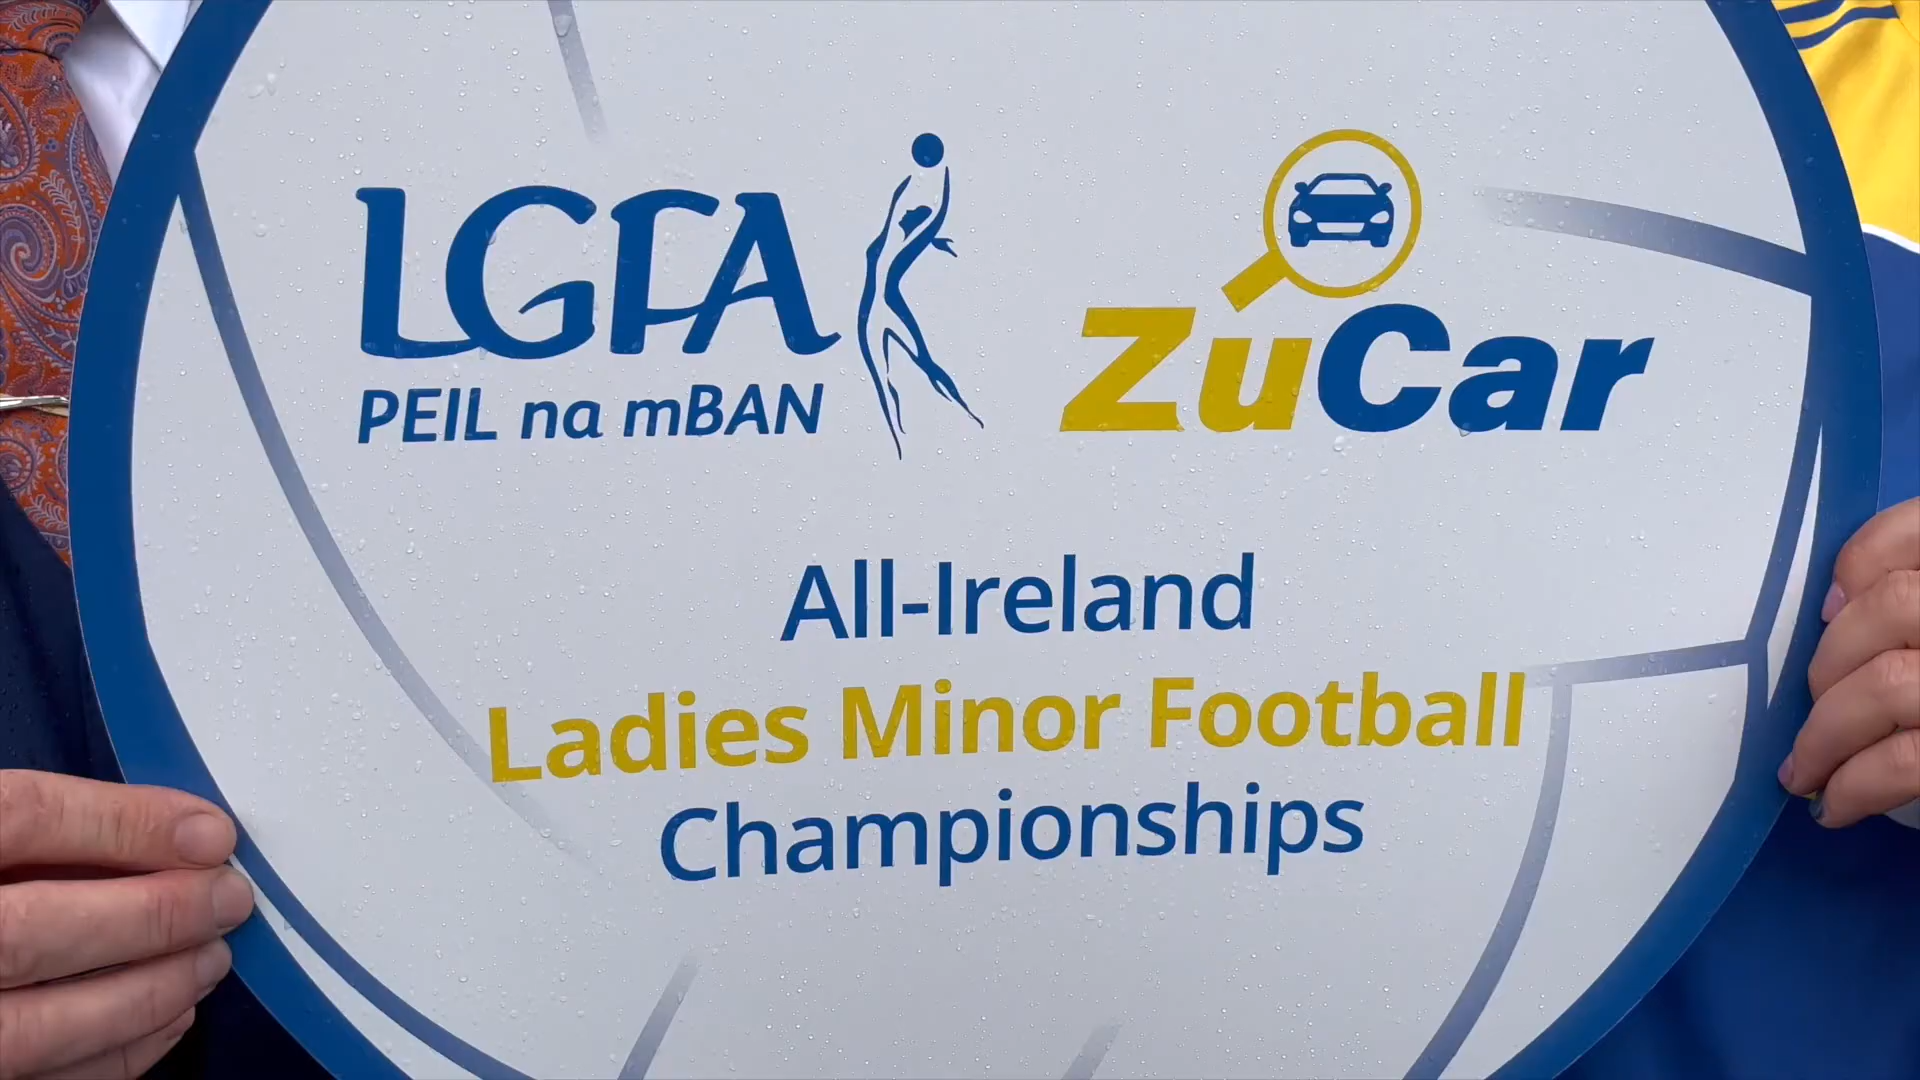 LGFA
PEIL na mBAN
ZuCar
All-Ireland
Ladies Minor Football
Championships